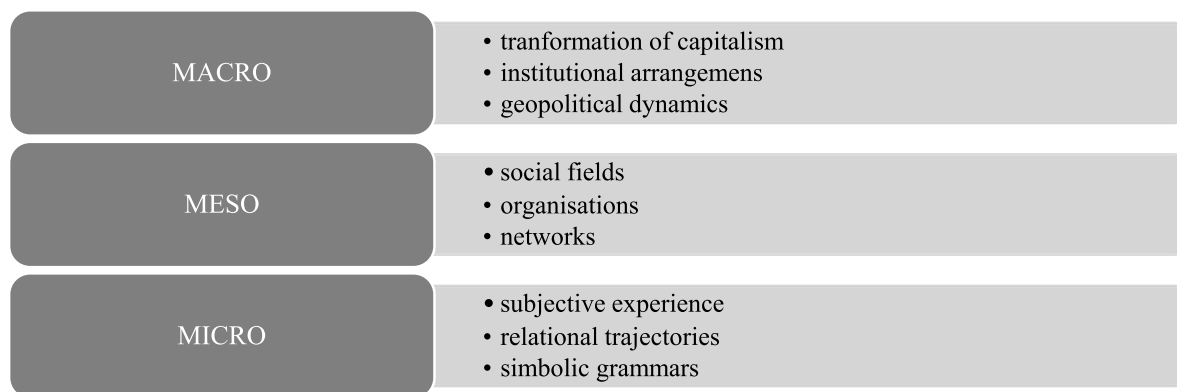 MACRO
• tranformation of capitalism
• institutional arrangemens
• geopolitical dynamics
MESO
• social fields
• organisations
• networks
MICRO
• subjective experience
• relational trajectories
• simbolic grammars